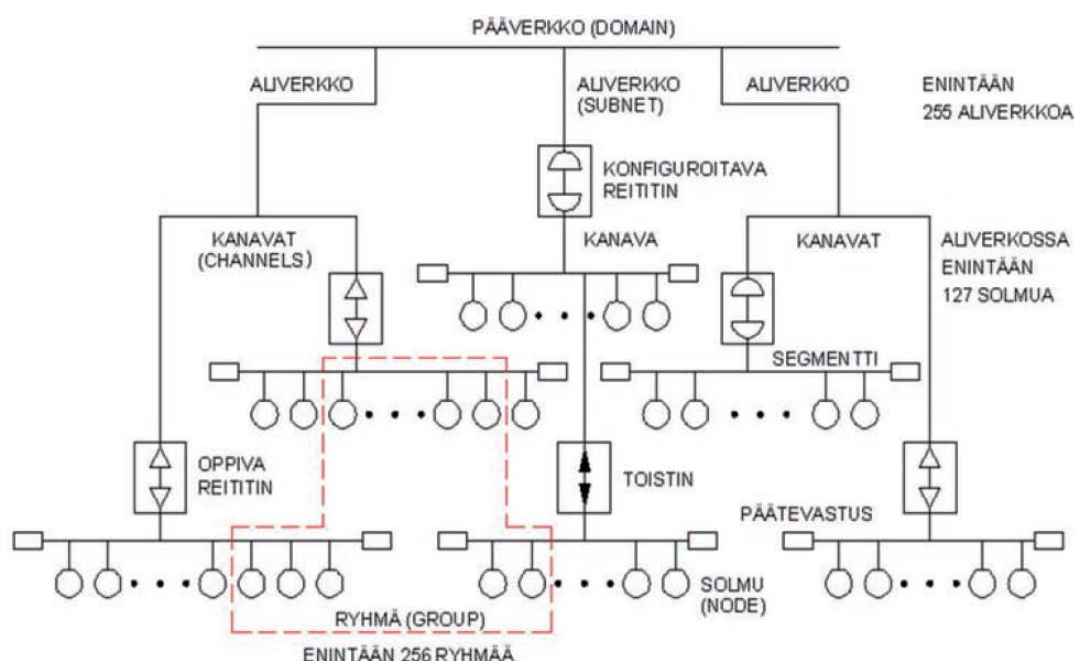 PÄÄVERKKO (DOMAIN)
ALIVERKKO
ALIVERKKO
(SUBNET)
ALIVERKKO
ENINTÄÄN
255 ALIVERKKOA
KONFIGUROITAVA
REITITIN
KANAVAT
(CHANNELS)
KANAVA
KANAVAT
ALIVERKOSSA
ENINTÄÄN
127 SOLMUA
SEGMENTTI
OPPIVA
REITITIN
TOISTIN
PÄÄTEVASTUS
SOLMU
(NODE)
RYHMÄ (GROUP)
ENINTÄÄN 256 RYHMÄÄ